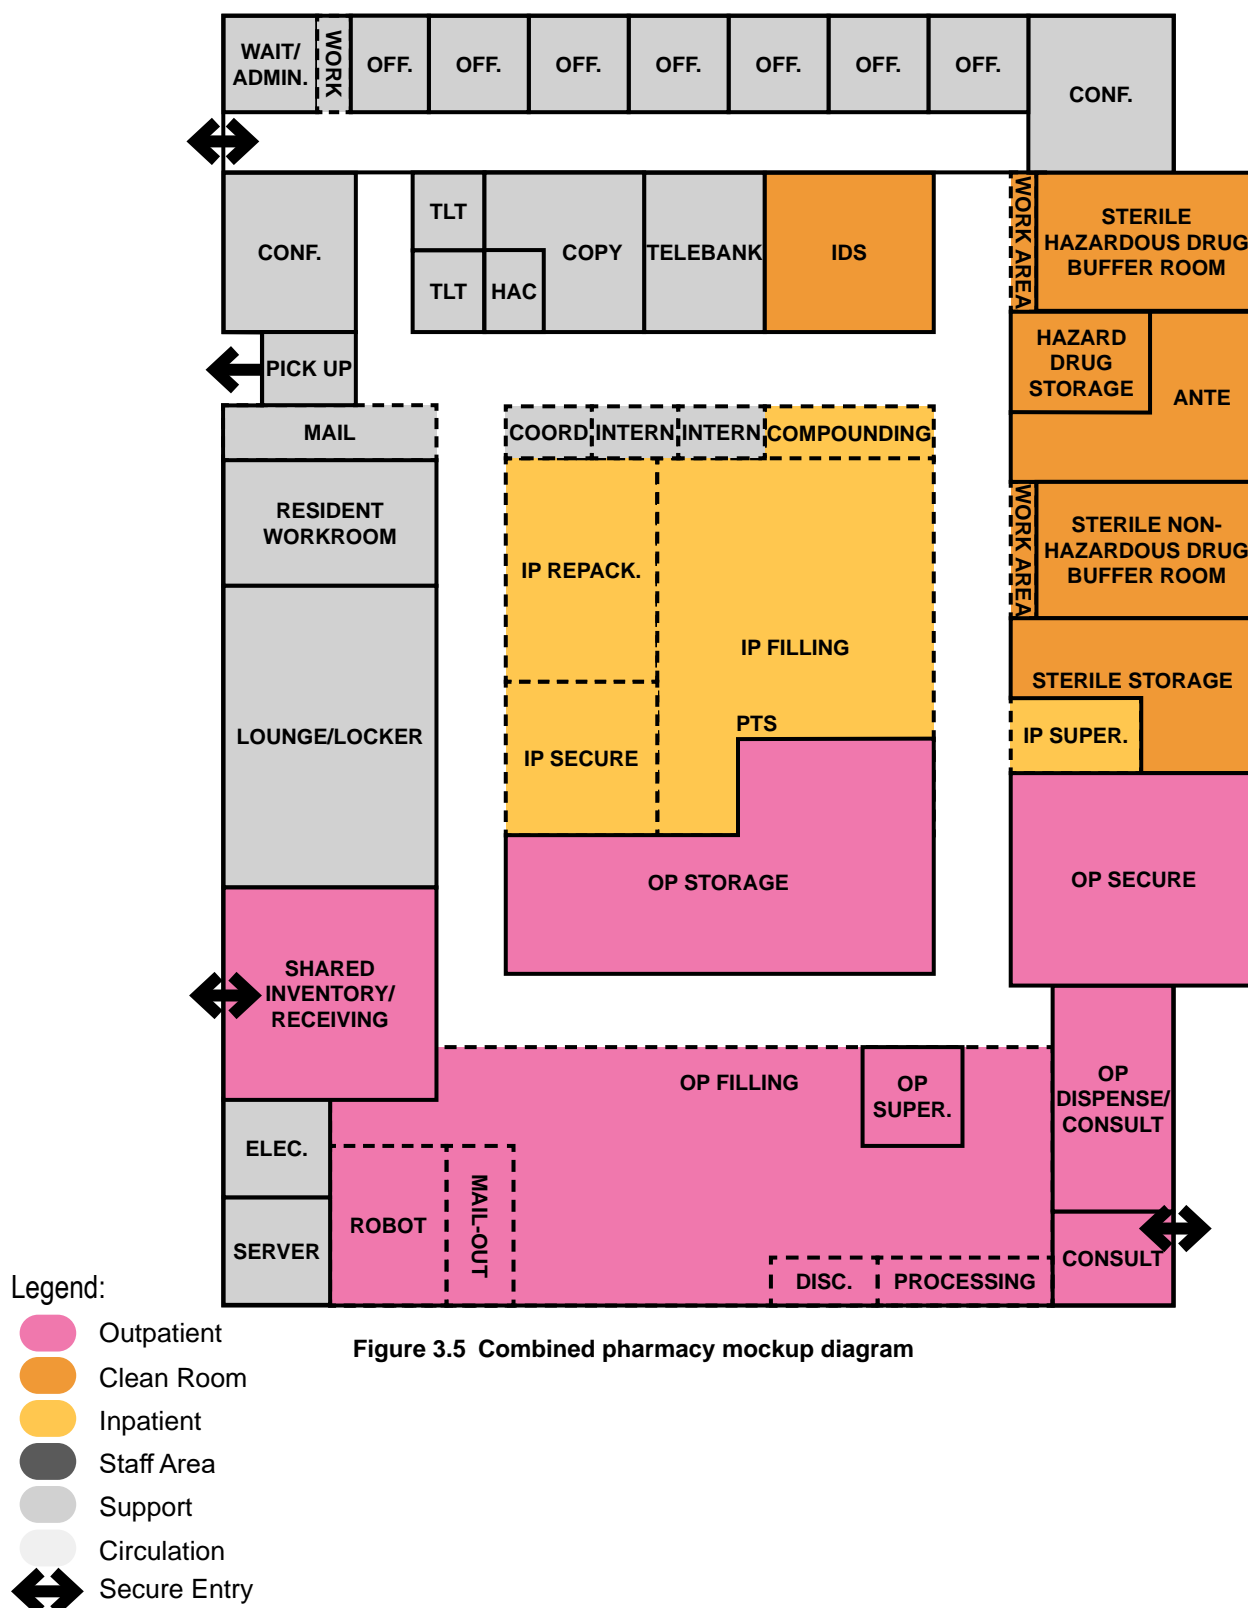 WAIT/
ADMIN.
WORK
OFF.
OFF.
OFF.
OFF.
OFF.
OFF.
OFF.
CONF.
CONF.
TLT
TLT
HAC
COPY
TELEBANK
IDS
WORK AREA
STERILE
HAZARDOUS DRUG
BUFFER ROOM
HAZARD
DRUG
STORAGE
ANTE
PICK UP
MAIL
COORD
INTERN
INTERN
COMPOUNDING
RESIDENT
WORKROOM
IP REPACK.
WORK AREA
STERILE NON-
HAZARDOUS DRUG
BUFFER ROOM
IP FILLING
STERILE STORAGE
LOUNGE/LOCKER
PTS
IP SECURE
IP SUPER.
OP STORAGE
OP SECURE
SHARED
INVENTORY/
RECEIVING
OP FILLING
OP
SUPER.
OP
DISPENSE/
CONSULT
ELEC.
ROBOT
MAIL-OUT
SERVER
DISC.
PROCESSING
CONSULT
Legend:
Outpatient
Clean Room
Inpatient
Staff Area
Support
Circulation
Secure Entry
Figure 3.5 Combined pharmacy mockup diagram